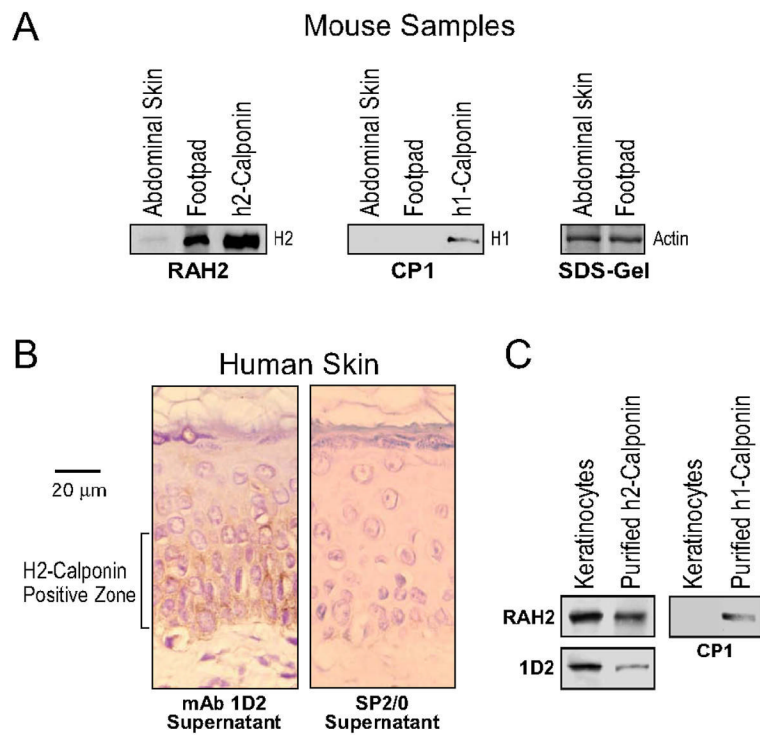 A
Mouse Samples
Abdominal Skin
Footpad
h2-Calponin
H2
RAH2
Abdominal Skin
Footpad
h1-Calponin
H1
CP1
Abdominal skin
Footpad
Actin
SDS-Gel
B
Human Skin
20 μm
H2-Calponin
Positive Zone
mAb 1D2
Supernatant
SP2/0
Supernatant
C
Keratinocytes
Purified h2-Calponin
Keratinocytes
Purified h1-Calponin
RAH2
1D2
CP1